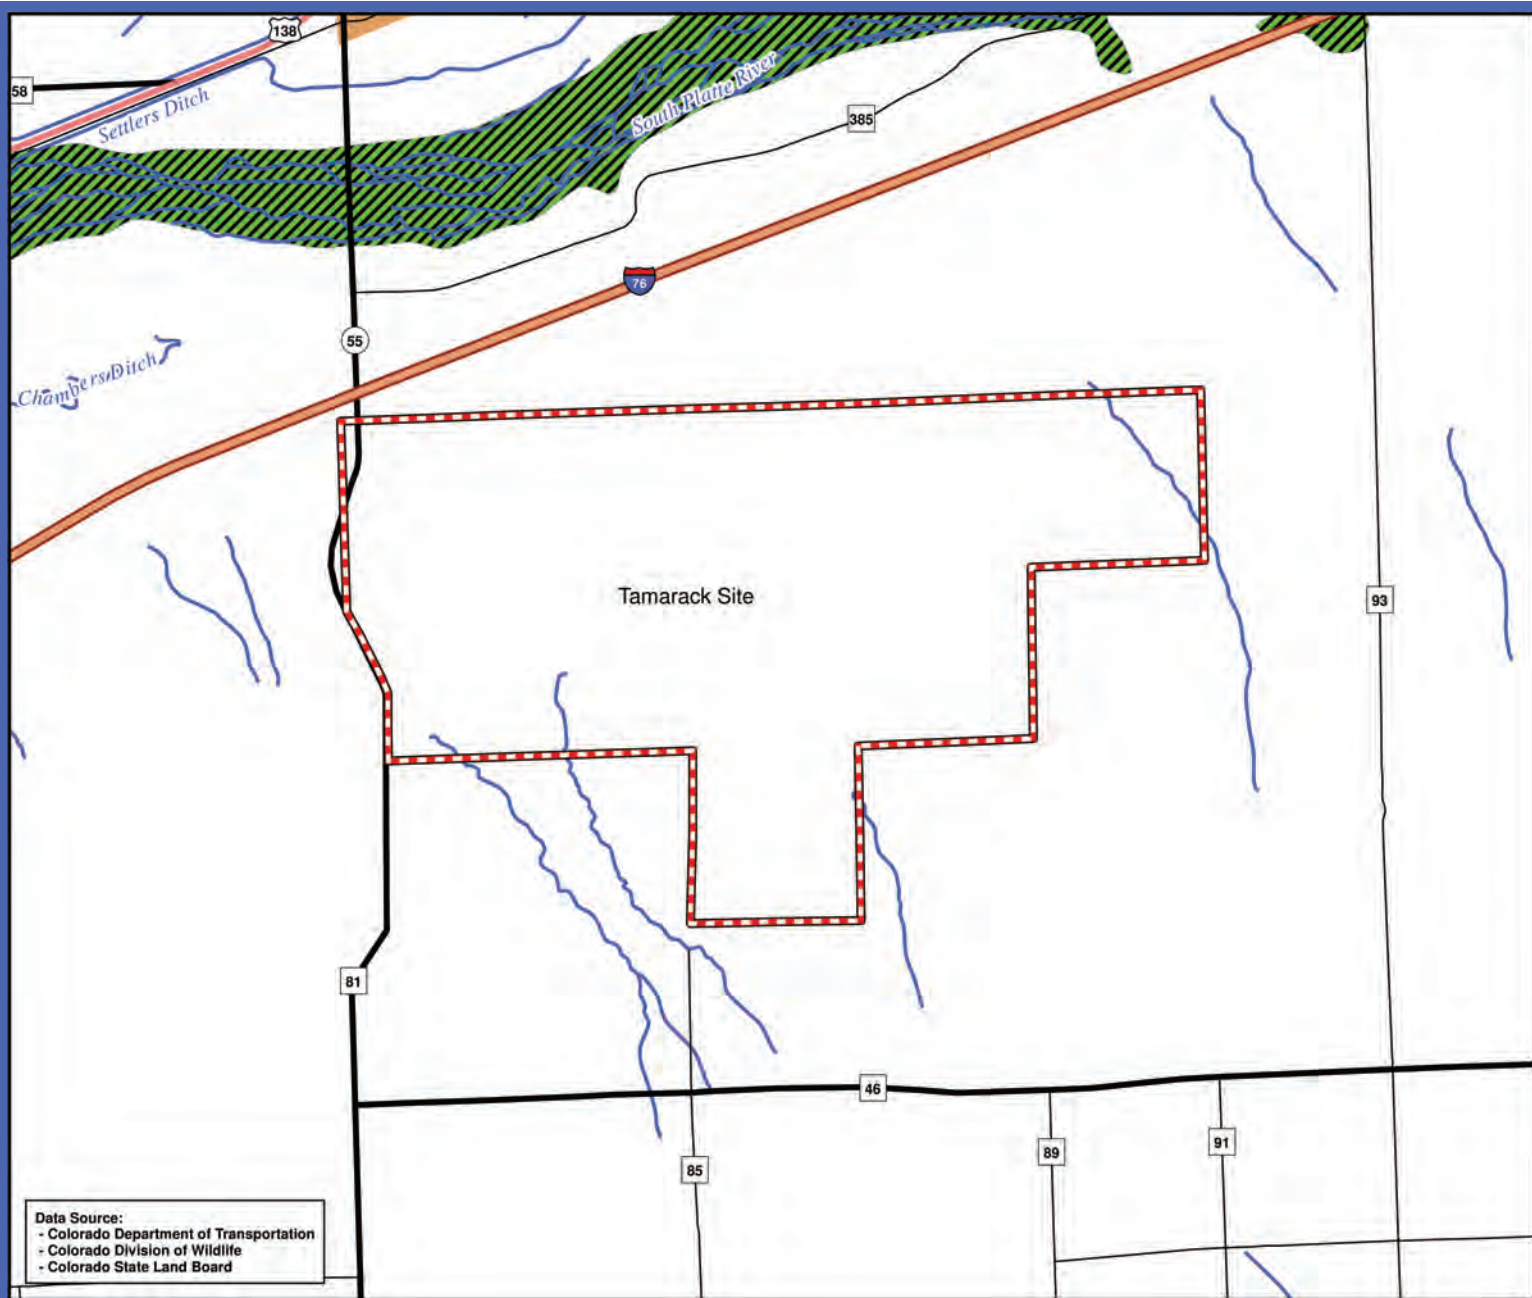 138
58
Settlers Ditch
South Platte River
385
76
55
Chambers Ditch
Tamarack Site
93
81
46
85
89
91
Data Source:
- Colorado Department of Transportation
- Colorado Division of Wildlife
- Colorado State Land Board